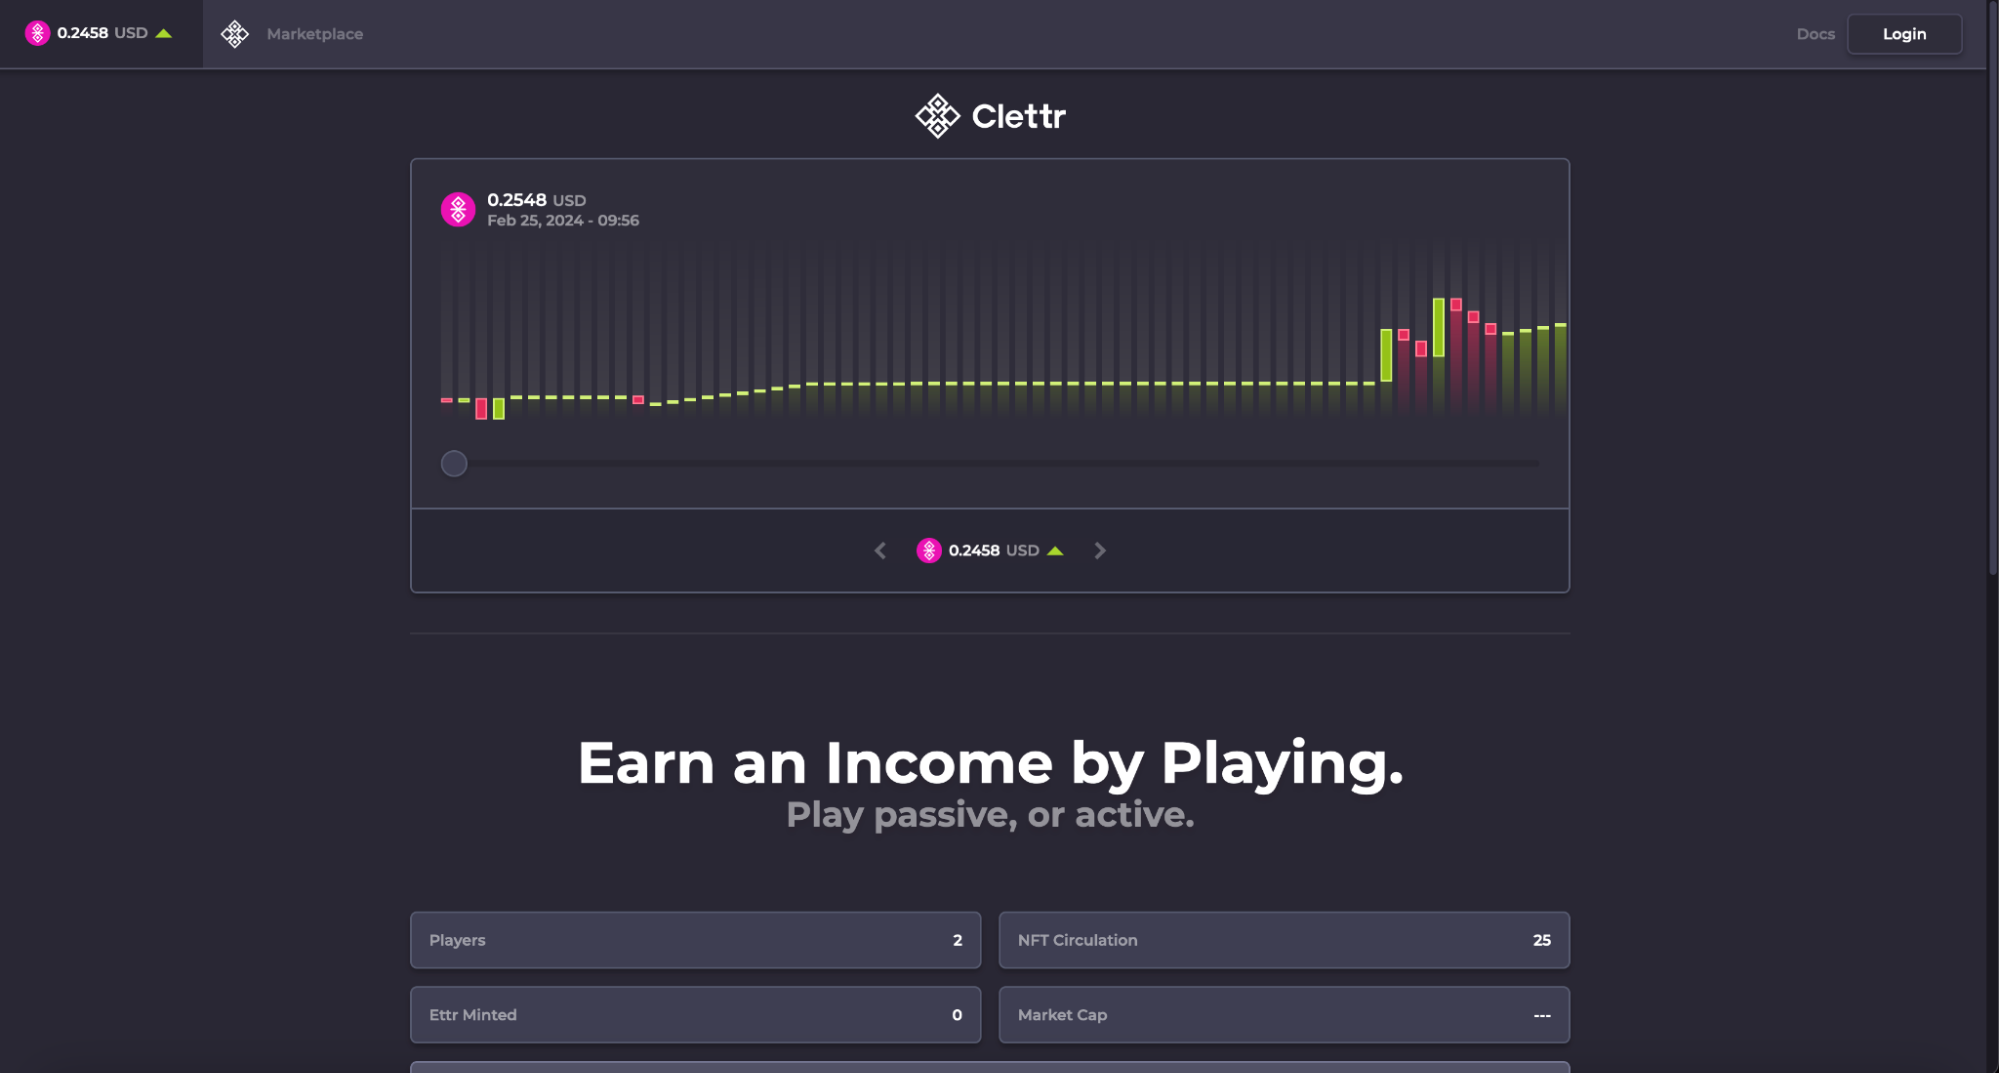 0.2458 USD
Marketplace
Docs
Login
Clettr
0.2548 USD
Feb 25, 2024 - 09:56
0.2458 USD
Earn an Income by Playing.
Play passive, or active.
Players 2
NFT Circulation 25
Ettr Minted 0
Market Cap ---